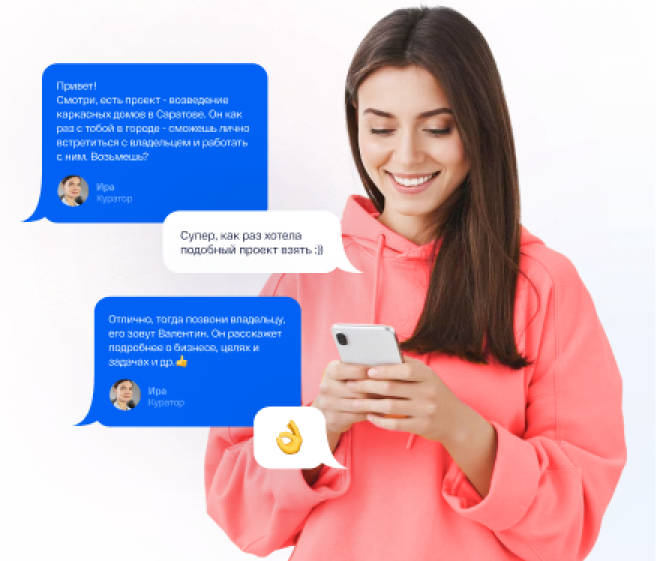 Привет!
Смотри, есть проект - возведение
каркасных домов в Саратове. Он как
раз с тобой в городе - сможешь лично
встретиться с владельцем и работать
с ним. Возьмешь?
Ира
Куратор
Супер, как раз хотела
подобный проект взять :))
Отлично, тогда позвони владельцу,
его зовут Валентин. Он расскажет
подробнее о бизнесе, целях и
задачах и др.👍
Ира
Куратор
👌